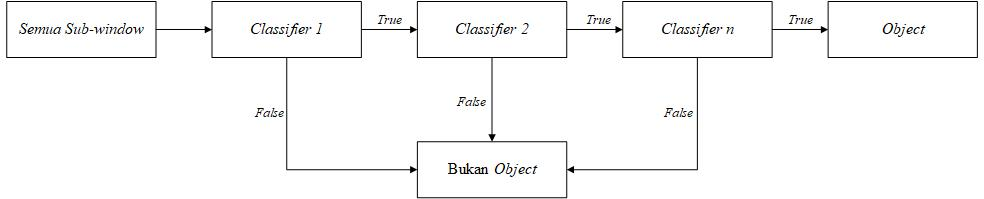 Semua Sub-window
Classifier 1
True
Classifier 2
True
Classifier n
True
Object
False
False
False
Bukan Object